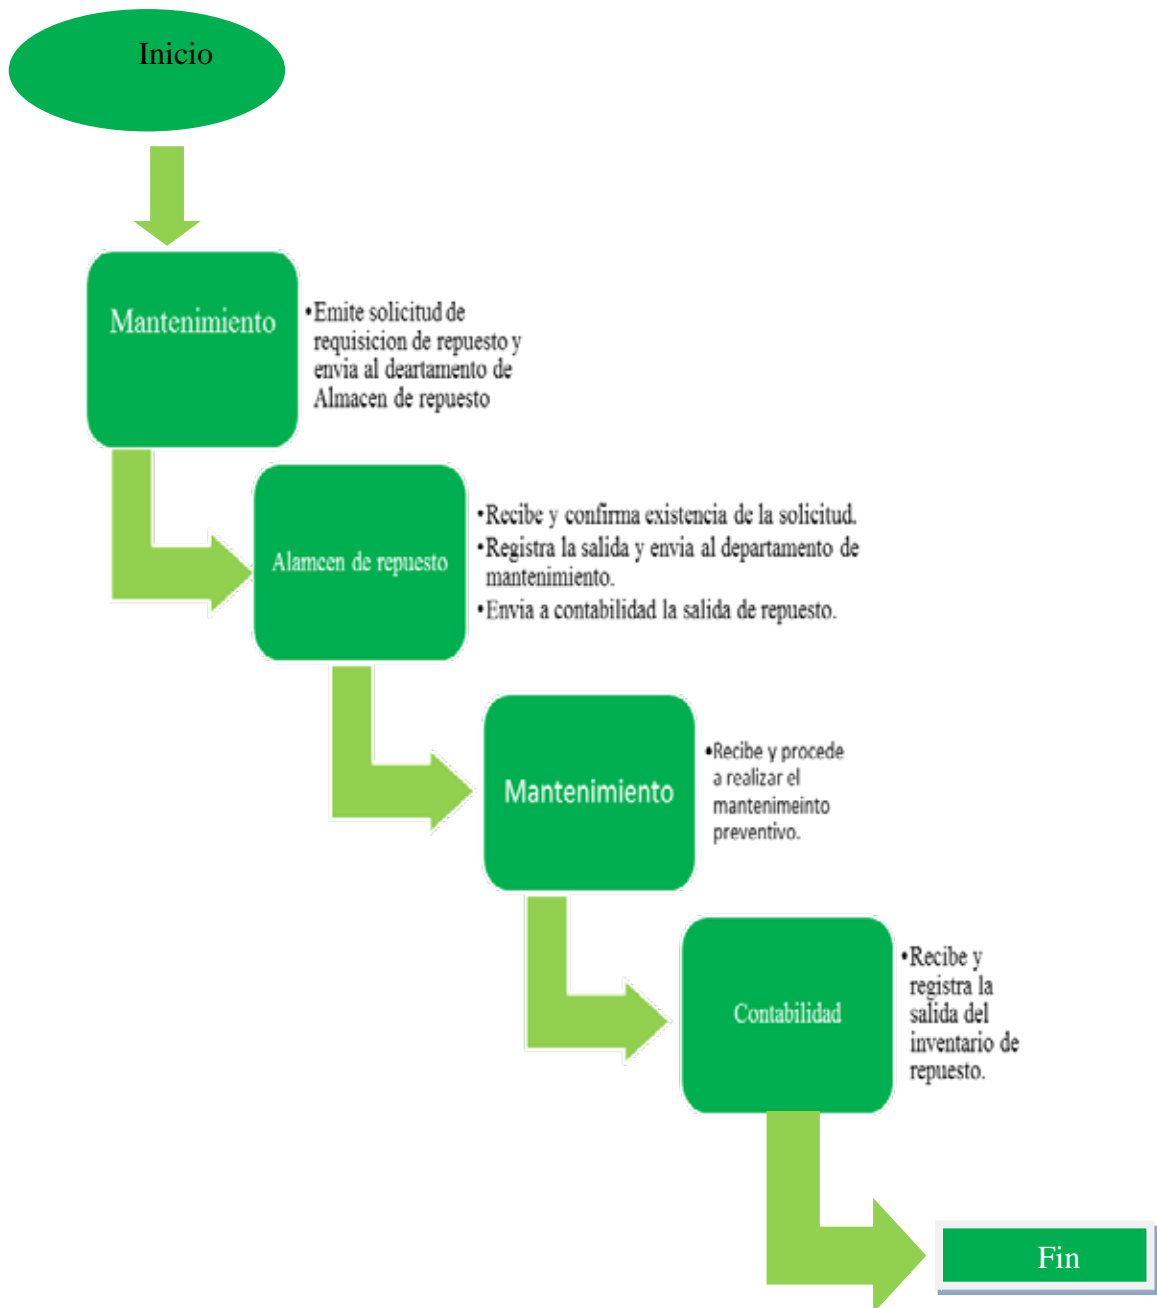 Inicio
Mantenimiento
•Emite solicitud de
requisicion de repuesto y
envia al deartamento de
Almacen de repuesto
Alamcen de repuesto
•Recibe y confirma existencia de la solicitud.
•Registra la salida y envia al departamento de
mantenimiento.
•Envia a contabilidad la salida de repuesto.
Mantenimiento
•Recibe y procede
a realizar el
mantenimeinto
preventivo.
Contabilidad
•Recibe y
registra la
salida del
inventario de
repuesto.
Fin